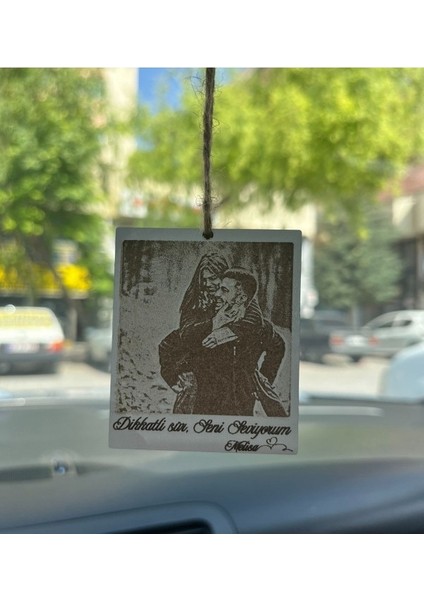 Dikkatli sür, Seni Seviyorum
Melisa